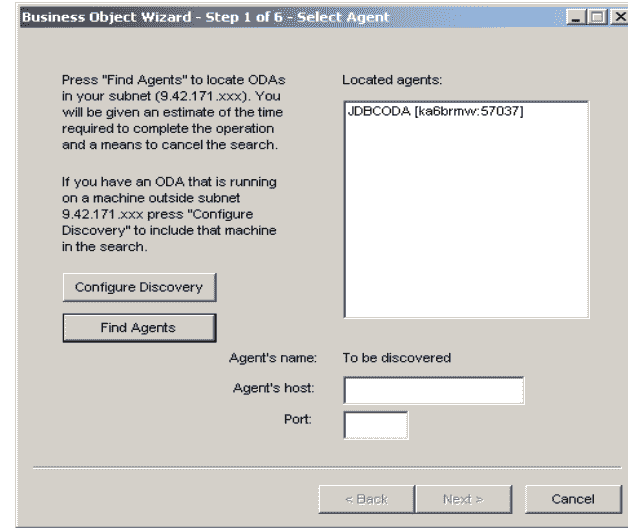 Business Object Wizard - Step 1 of 6 - Select Agent
Press "Find Agents" to locate ODAs
in your subnet (9.42.171.xxx). You
will be given an estimate of the time
required to complete the operation
and a means to cancel the search.
If you have an ODA that is running
on a machine outside subnet
9.42.171.xxx press "Configure
Discovery" to include that machine
in the search.
Configure Discovery
Find Agents
Located agents:
JDBCODA [ka6brmw:57037]
Agent's name: To be discovered
Agent's host:
Port:
< Back Next > Cancel